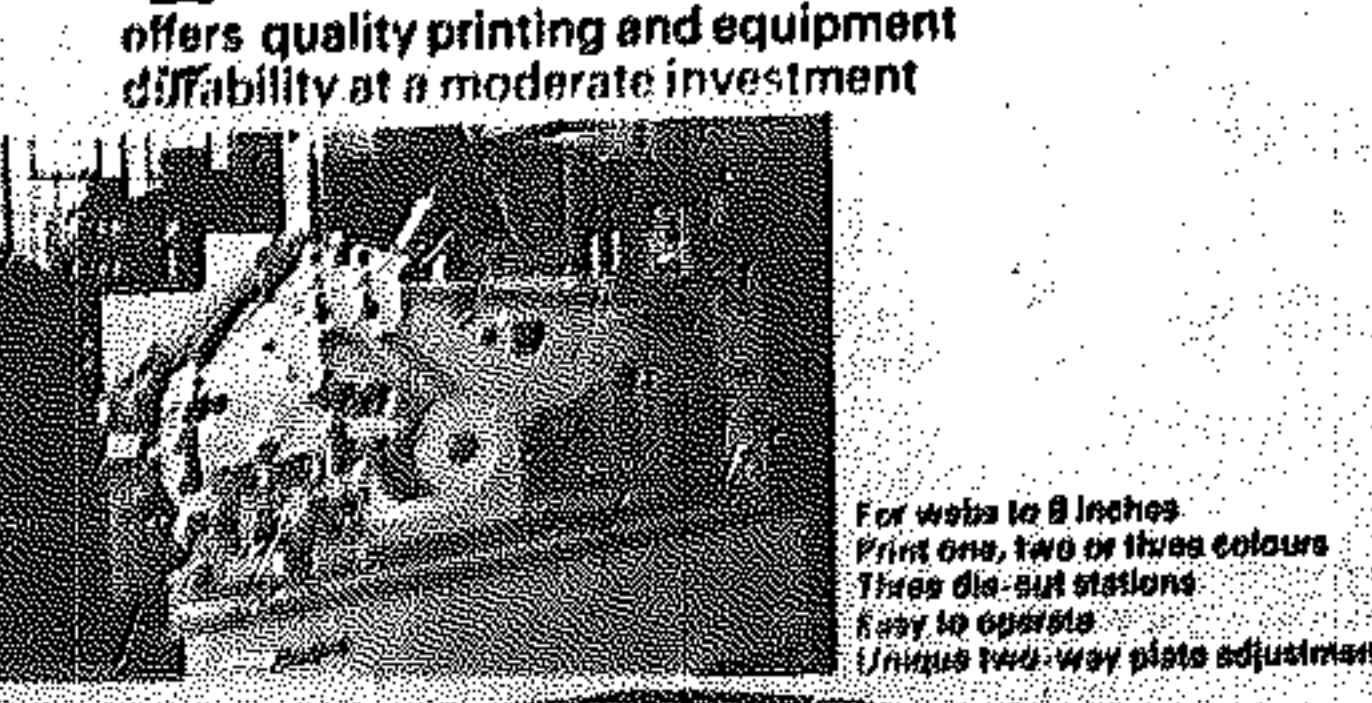 offers quality printing and equipment
durability at a moderate investment
For webs to 8 inches
Print one, two or three colours
Three die-cut stations
Easy to operate
Unique two-way plate adjustment